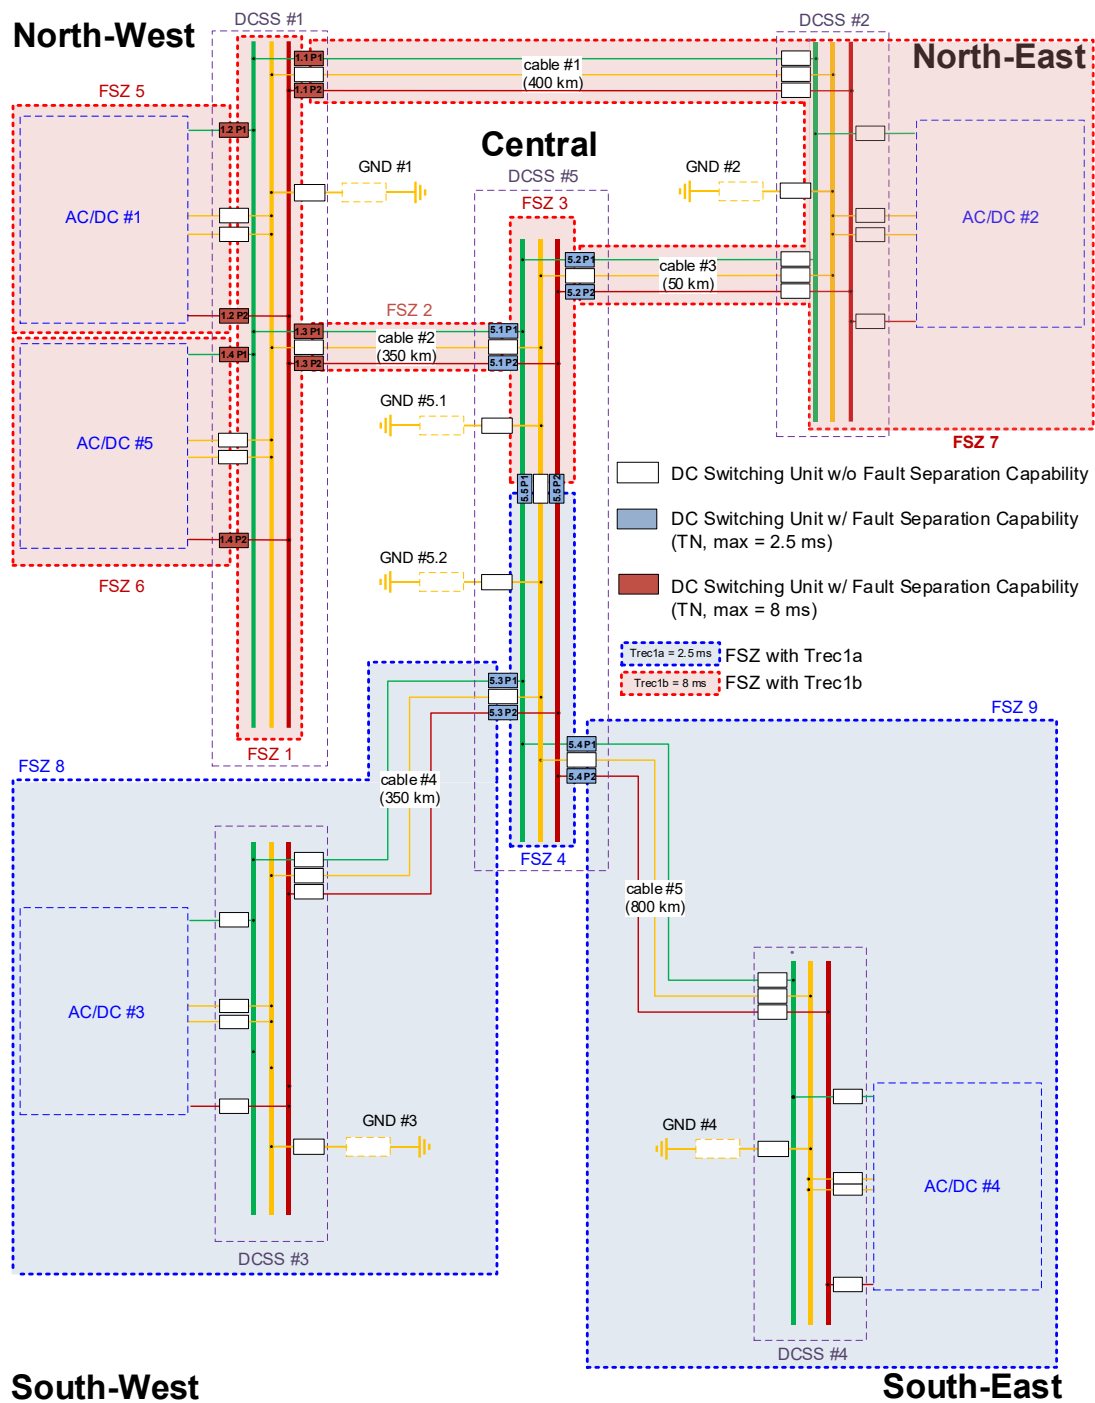 DCSS #1
DCSS #2
North-West
North-East
1.1 P1
cable #1
(400 km)
1.1 P2
FSZ 5
1.2 P1
Central
GND #1
GND #2
DCSS #5
FSZ 3
AC/DC #1
AC/DC #2
5.2 P1
cable #3
(50 km)
5.2 P2
1.2 P2
FSZ 2
1.3 P1
cable #2
(350 km)
5.1 P1
1.4 P1
1.3 P2
5.1 P2
GND #5.1
AC/DC #5
FSZ 7
5.5 P1
5.5 P2
DC Switching Unit w/o Fault Separation Capability
DC Switching Unit w/ Fault Separation Capability
(TN, max = 2.5 ms)
1.4 P2
GND #5.2
FSZ 6
DC Switching Unit w/ Fault Separation Capability
(TN, max = 8 ms)
Trec1a = 2.5 ms
FSZ with Trec1a
Trec1b = 8 ms
FSZ with Trec1b
5.3 P1
5.3 P2
FSZ 9
5.4 P1
5.4 P2
FSZ 1
FSZ 8
cable #4
(350 km)
FSZ 4
cable #5
(800 km)
AC/DC #3
GND #3
GND #4
AC/DC #4
DCSS #3
DCSS #4
South-West
South-East